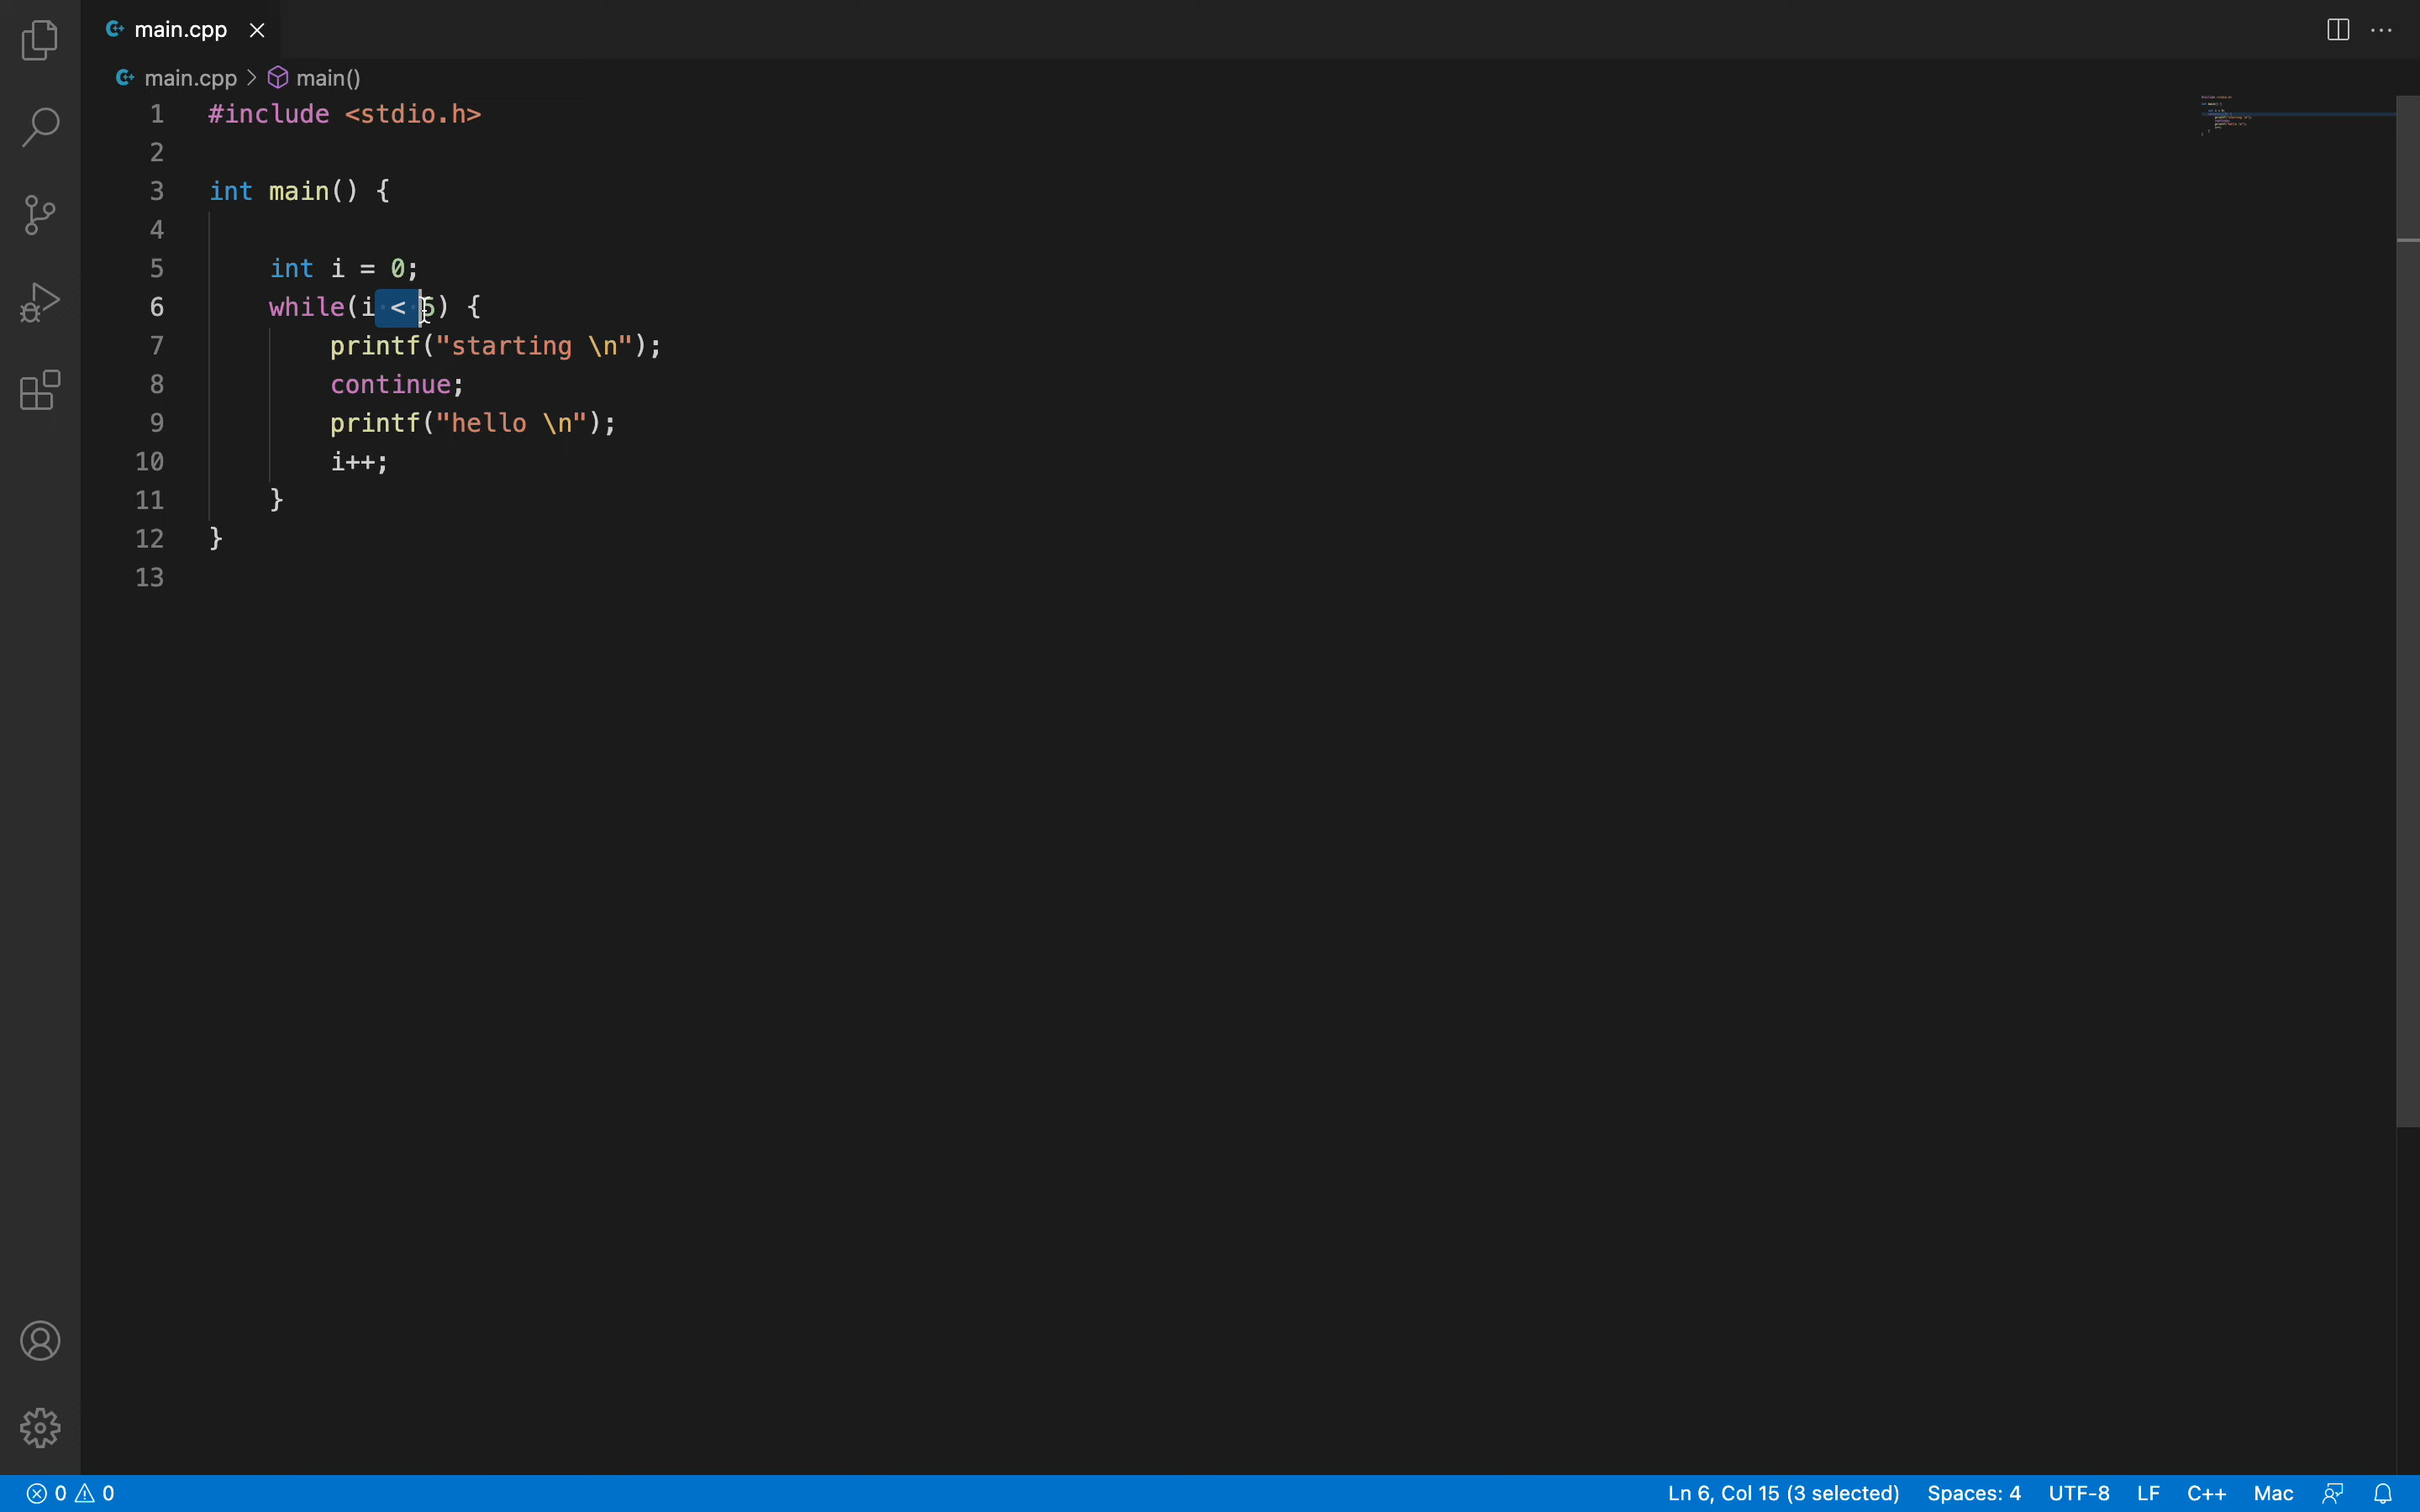 main.cpp
main.cpp > main()
1 #include <stdio.h>
2
3 int main() {
4
5     int i = 0;
6     while(i < 5) {
7         printf("starting \n");
8         continue;
9         printf("hello \n");
10         i++;
11     }
12 }
13
0 0 Ln 6, Col 15 (3 selected) Spaces: 4 UTF-8 LF C++ Mac